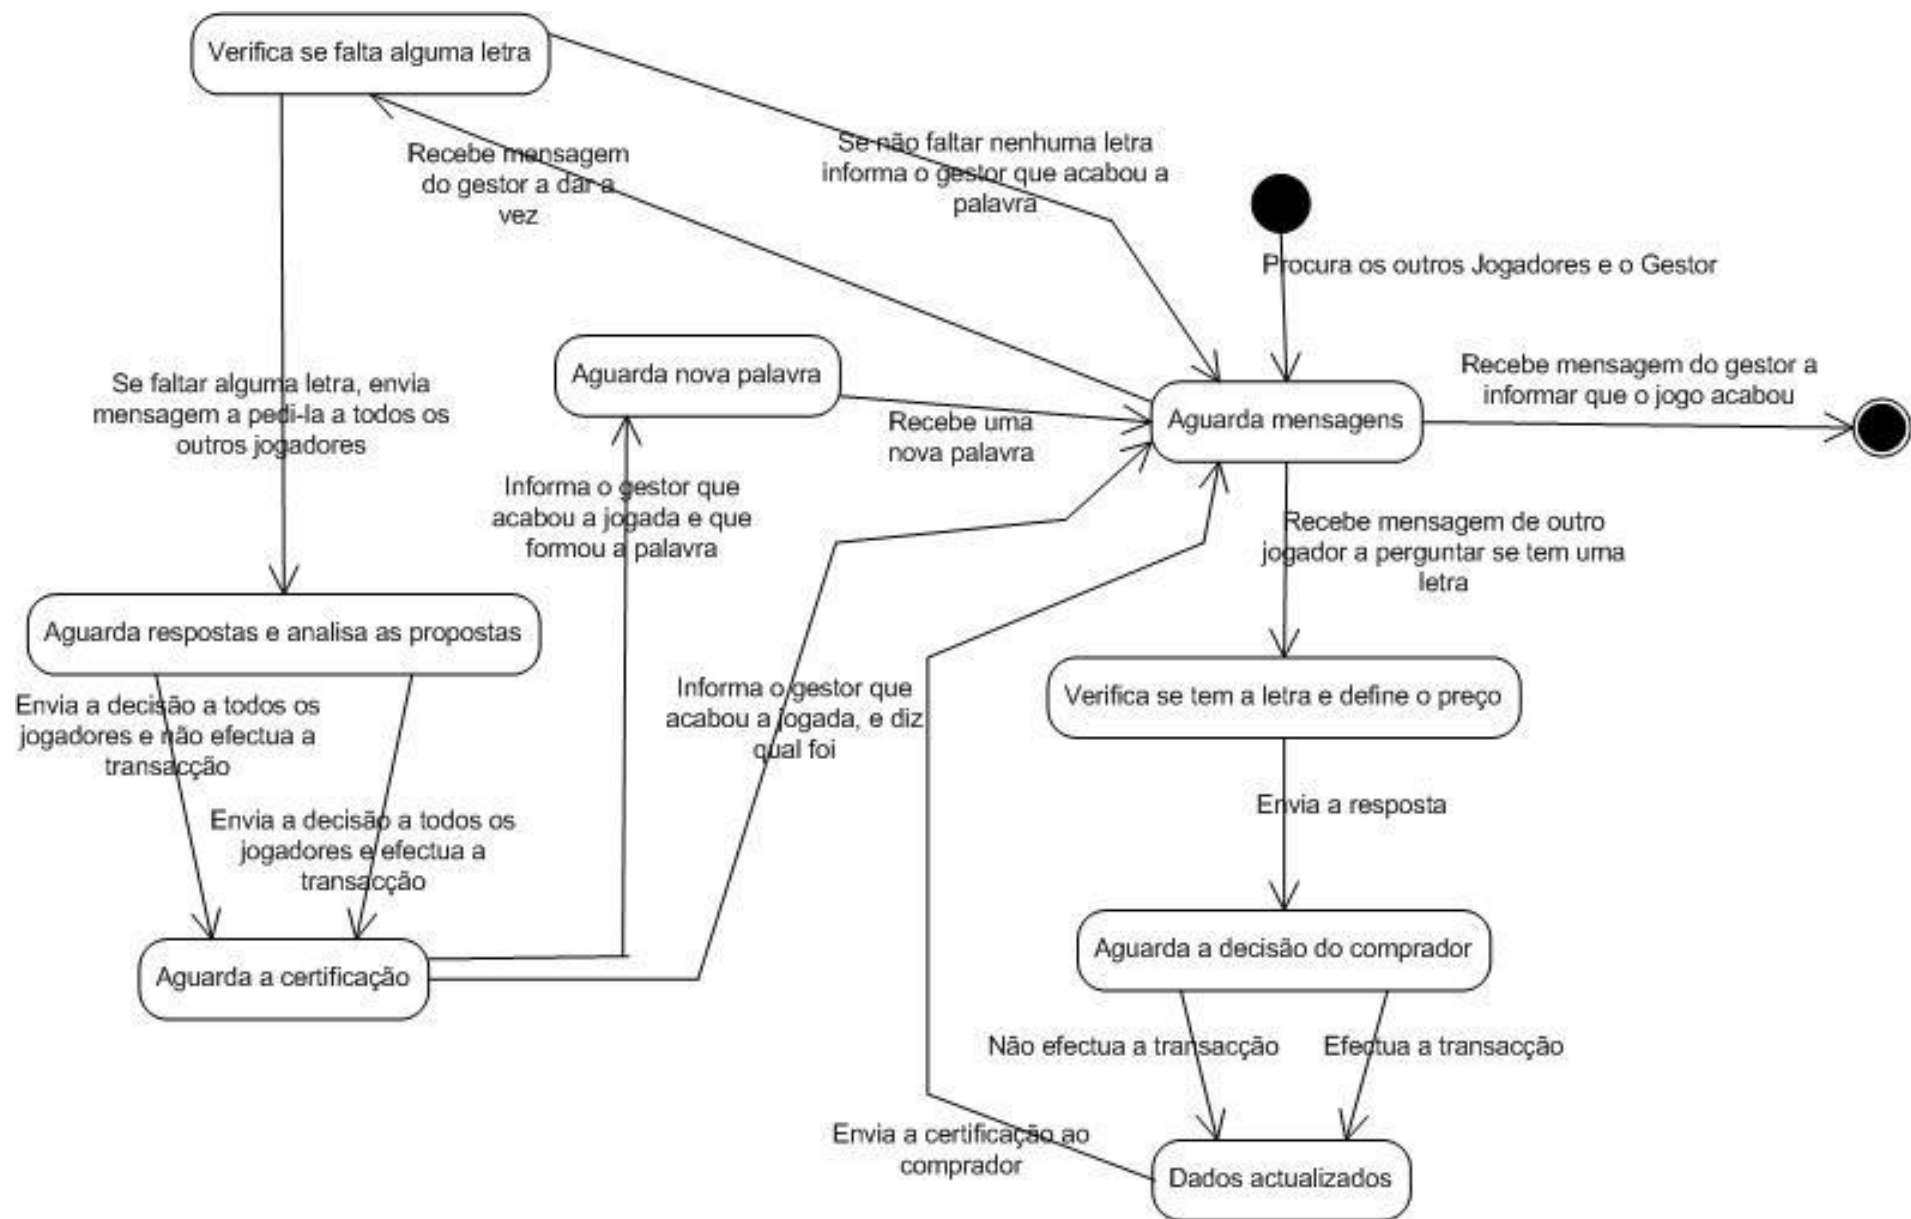 Verifica se falta alguma letra
Se não faltar nenhuma letra
informa o gestor que acabou a
palavra
Recebe mensagem
do gestor a dar a
vez
Procura os outros Jogadores e o Gestor
Aguarda nova palavra
Recebe uma
nova palavra
Aguarda mensagens
Recebe mensagem do gestor a
informar que o jogo acabou
Se faltar alguma letra, envia
mensagem a pedi-la a todos os
outros jogadores
Informa o gestor que
acabou a jogada e que
formou a palavra
Recebe mensagem de outro
jogador a perguntar se tem uma
letra
Aguarda respostas e analisa as propostas
Informa o gestor que
acabou a jogada, e diz
qual foi
Verifica se tem a letra e define o preço
Envia a decisão a todos os
jogadores e não efectua a
transacção
Envia a decisão a todos os
jogadores e efectua a
transacção
Envia a resposta
Aguarda a certificação
Aguarda a decisão do comprador
Não efectua a transacção
Efectua a transacção
Envia a certificação ao
comprador
Dados actualizados